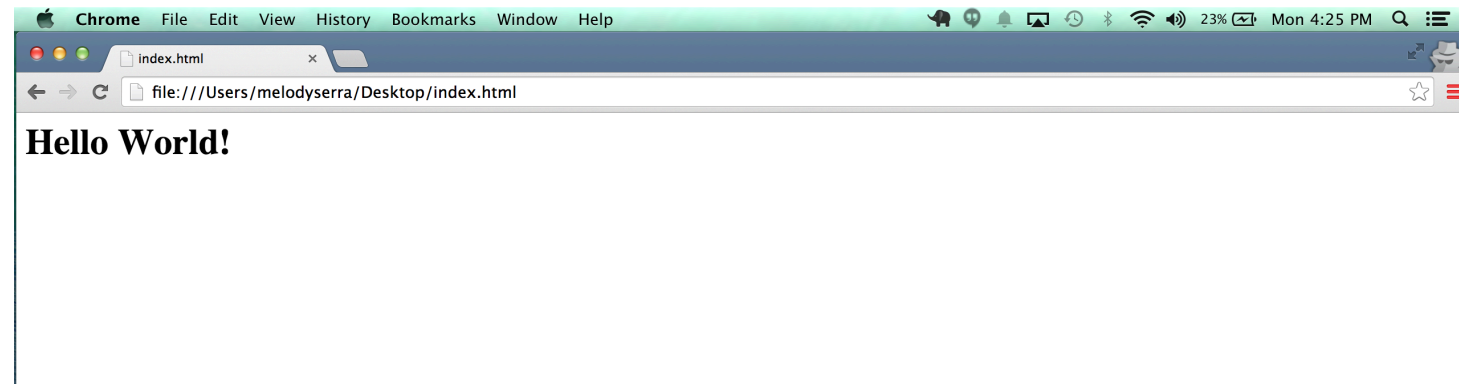 Chrome File Edit View History Bookmarks Window Help 23% Mon 4:25 PM
index.html
file:///Users/melodyserra/Desktop/index.html
Hello World!